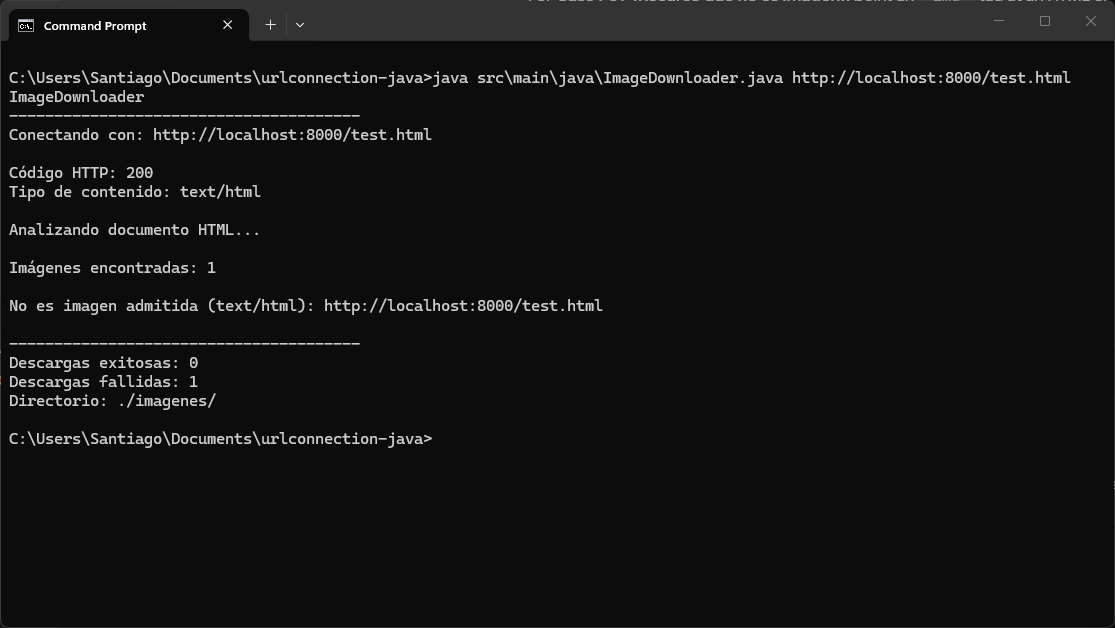 Command Prompt
C:\Users\Santiago\Documents\urlconnection-java>java src\main\java\ImageDownloader.java http://localhost:8000/test.html
ImageDownloader
---------------------------------------
Conectando con: http://localhost:8000/test.html
Código HTTP: 200
Tipo de contenido: text/html
Analizando documento HTML...
Imágenes encontradas: 1
No es imagen admitida (text/html): http://localhost:8000/test.html
---------------------------------------
Descargas exitosas: 0
Descargas fallidas: 1
Directorio: ./imagenes/
C:\Users\Santiago\Documents\urlconnection-java>